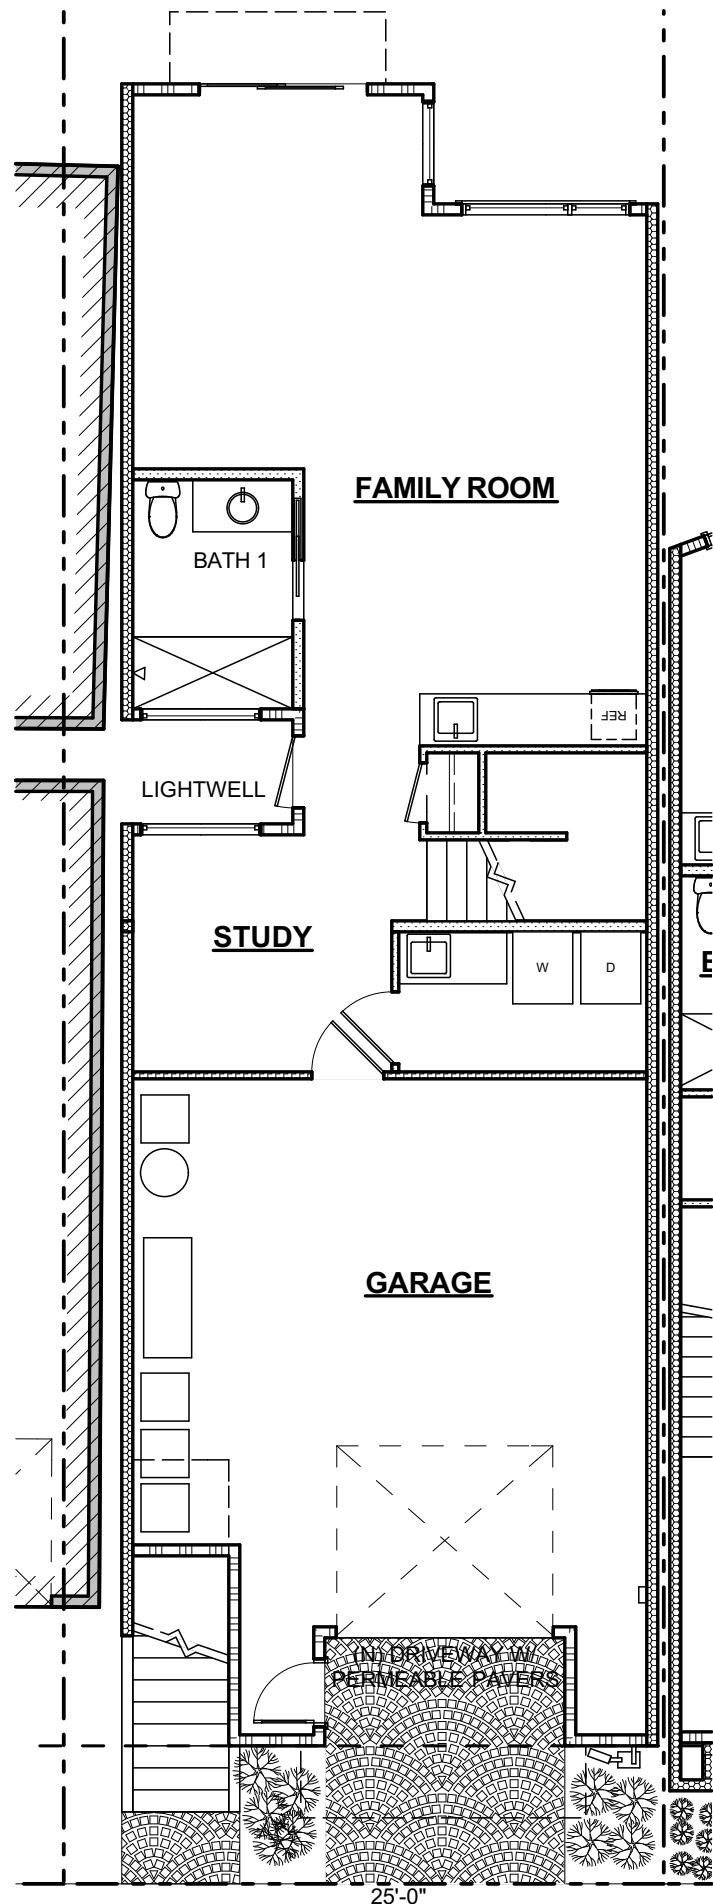 FAMILY ROOM
BATH 1
REF
LIGHTWELL
STUDY
W
D
GARAGE
(N) DRIVEWAY W/
PERMEABLE PAVERS
25'-0"